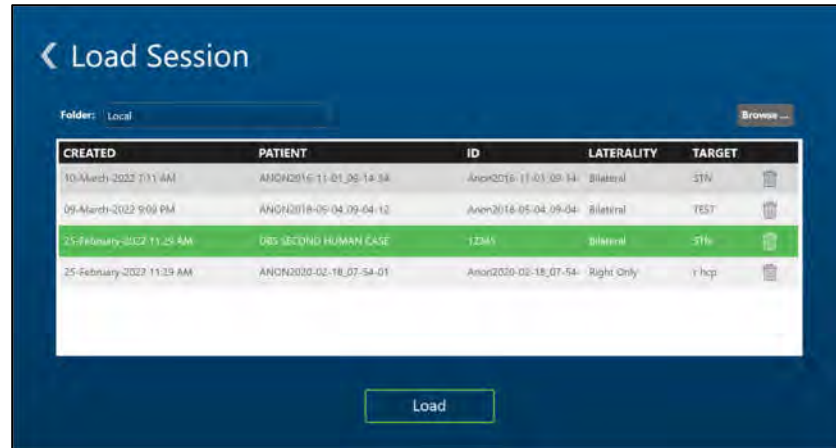 Load Session
Folder: Local Browse ...
CREATED PATIENT ID LATERALITY TARGET
10-March-2022 7:11 AM ANON2016-11-01_09-14-34 Anon2016-11-01_09-14- Bilateral STN
09-March-2022 9:09 PM ANON2018-05-04_09-04-12 Anon2018-05-04_09-04- Bilateral TEST
25-February-2022 11:29 AM DBS SECOND HUMAN CASE 12345 Bilateral STN
25-February-2022 11:29 AM ANON2020-02-18_07-54-01 Anon2020-02-18_07-54- Right Only r hcp
Load